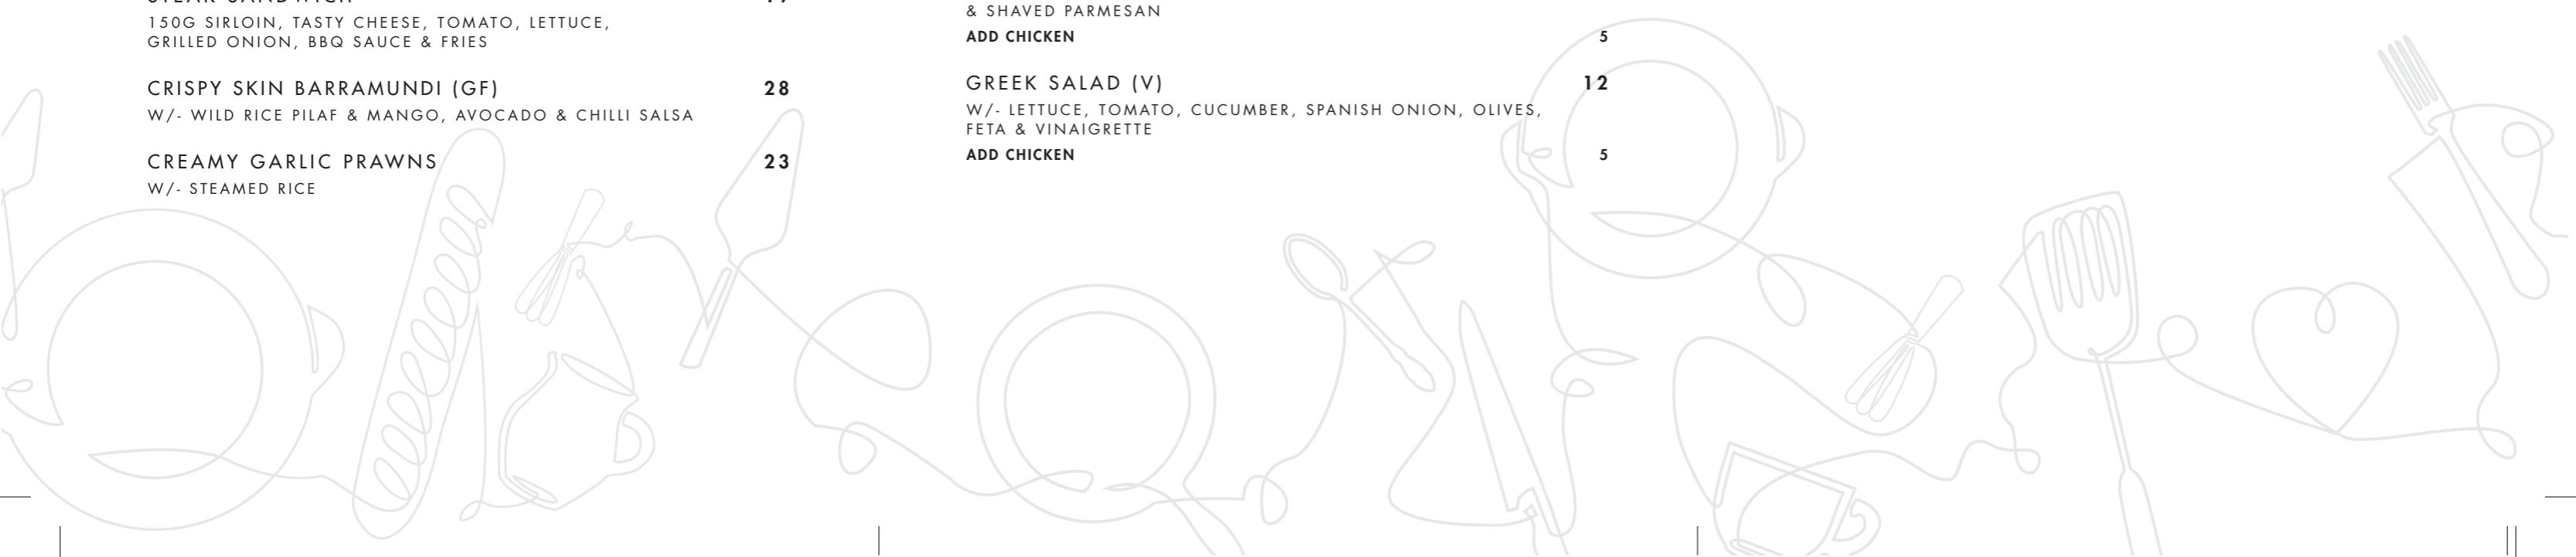 STEAK SANDWICH
150G SIRLOIN, TASTY CHEESE, TOMATO, LETTUCE,
GRILLED ONION, BBQ SAUCE & FRIES
CRISPY SKIN BARRAMUNDI (GF) 28
W/- WILD RICE PILAF & MANGO, AVOCADO & CHILLI SALSA
CREAMY GARLIC PRAWNS 23
W/- STEAMED RICE
& SHAVED PARMESAN
ADD CHICKEN 5
GREEK SALAD (V) 12
W/- LETTUCE, TOMATO, CUCUMBER, SPANISH ONION, OLIVES,
FETA & VINAIGRETTE
ADD CHICKEN 5